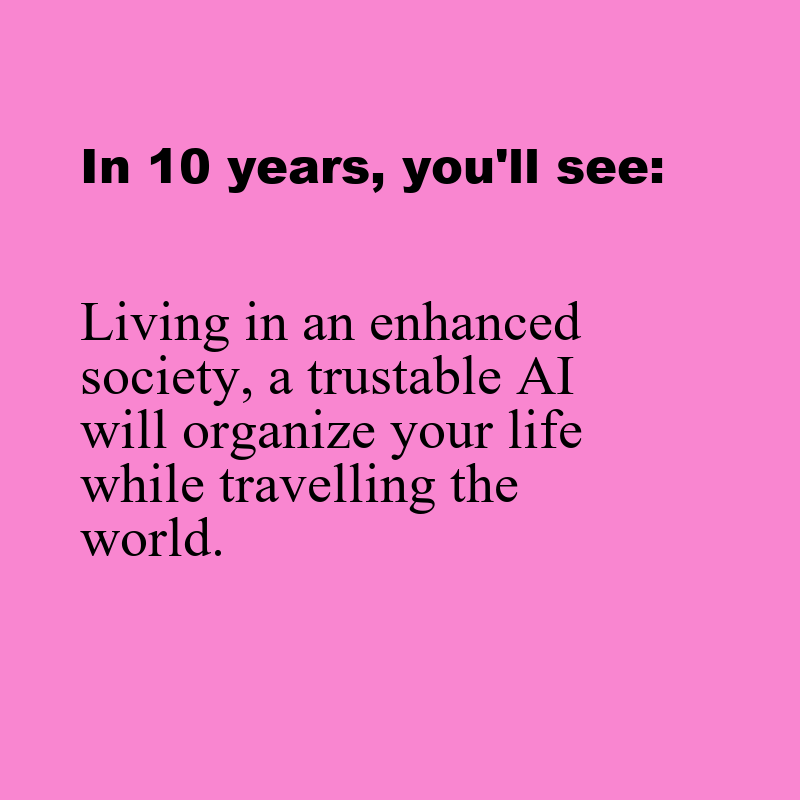 In 10 years, you'll see:
Living in an enhanced
society, a trustable AI
will organize your life
while travelling the
world.